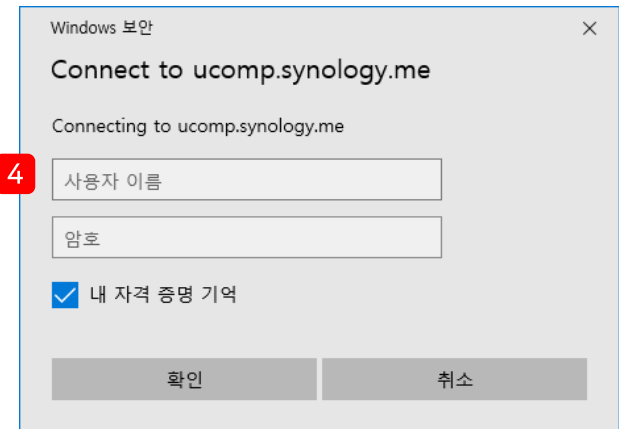 Windows 보안
Connect to ucomp.synology.me
Connecting to ucomp.synology.me
4
사용자 이름
암호
내 자격 증명 기억
확인
취소